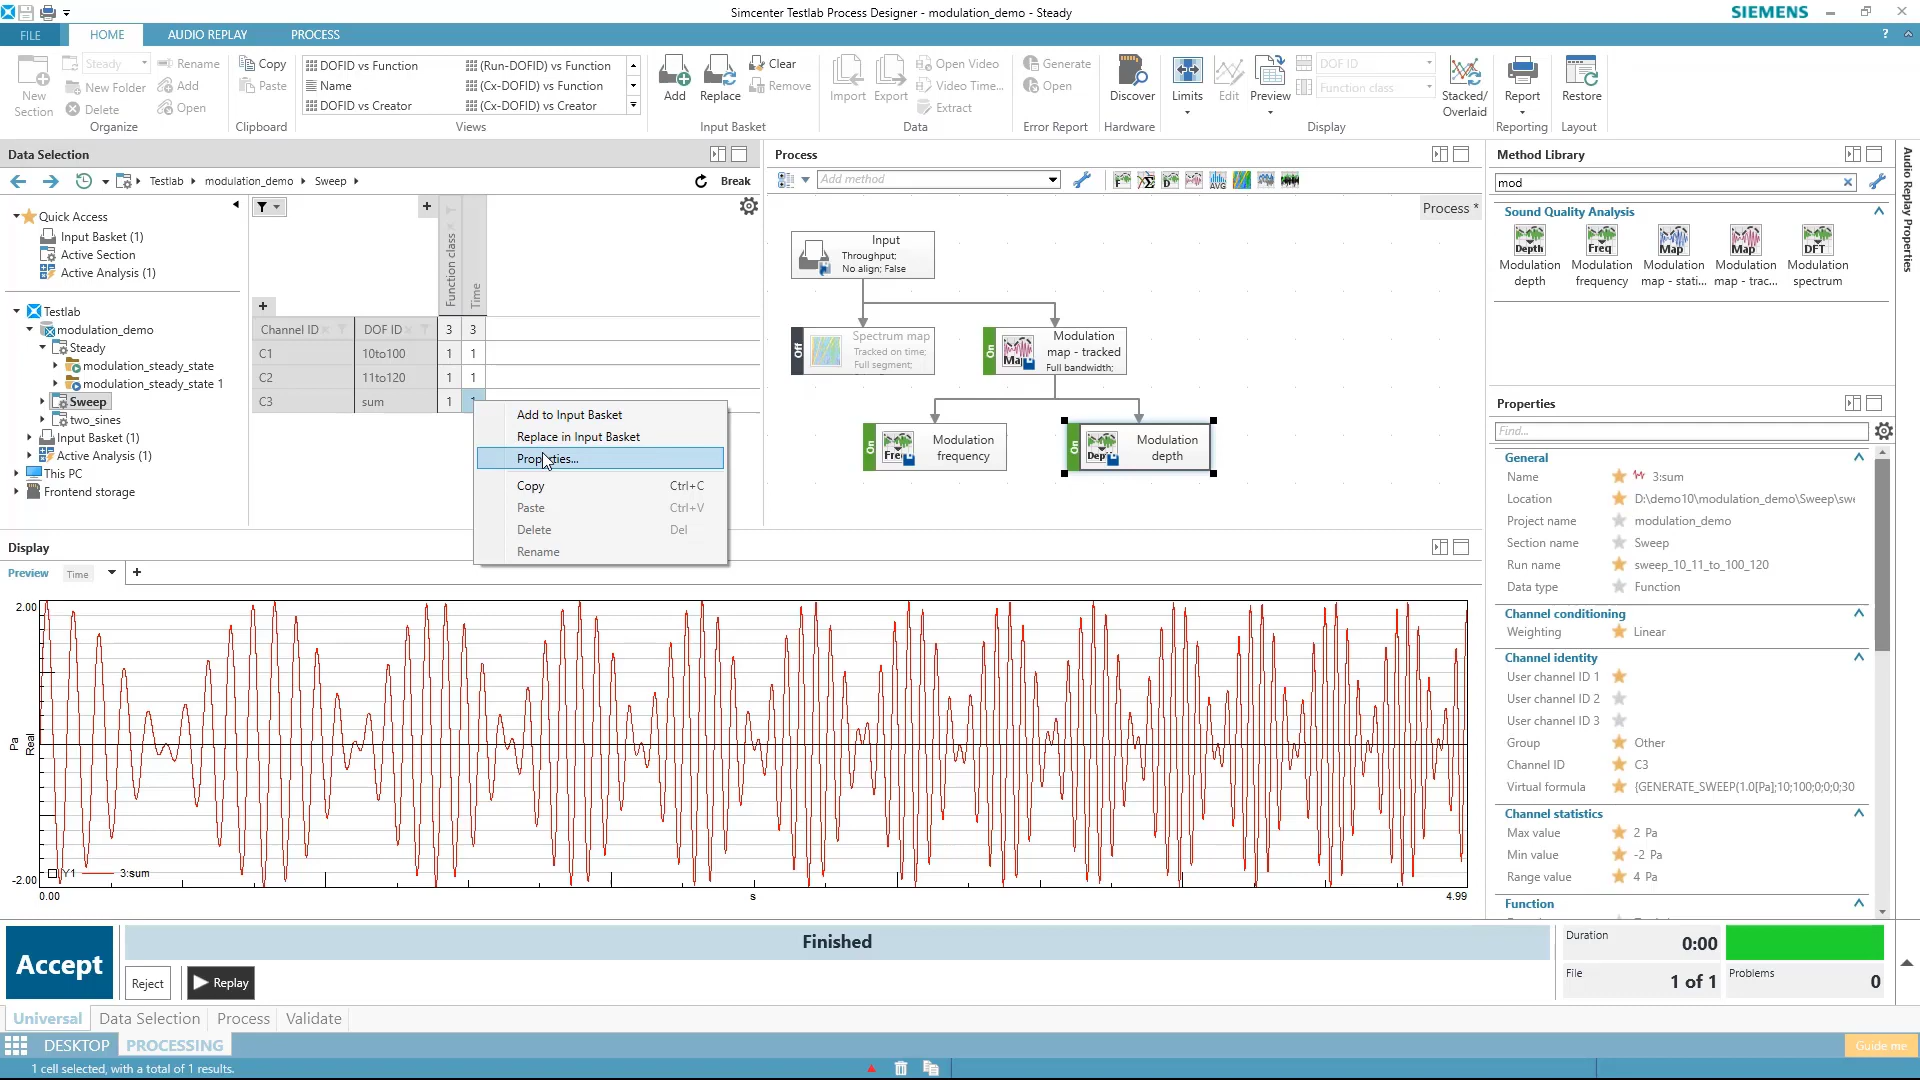 Simcenter Testlab Process Designer - modulation_demo - Steady
SIEMENS
FILE
HOME
AUDIO REPLAY
PROCESS
New Section
Steady
New Folder
Delete
Rename
Add
Open
Organize
Copy
Paste
Clipboard
DOFID vs Function
Name
DOFID vs Creator
(Run-DOFID) vs Function
(Cx-DOFID) vs Function
(Cx-DOFID) vs Creator
Views
Add
Replace
Clear
Remove
Input Basket
Import
Export
Open Video
Video Time...
Extract
Data
Generate
Open
Error Report
Discover
Hardware
Limits
Edit
Preview
DOF ID
Function class
Stacked/
Overlaid
Display
Report
Reporting
Restore
Layout
Data Selection
Testlab
modulation_demo
Sweep
Break
Quick Access
Input Basket (1)
Active Section
Active Analysis (1)
Testlab
modulation_demo
Steady
modulation_steady_state
modulation_steady_state 1
Sweep
two_sines
Input Basket (1)
Active Analysis (1)
This PC
Frontend storage
Function class
Time
Channel ID DOF ID 3 3
C1 10to100 1 1
C2 11to120 1 1
C3 sum 1
Add to Input Basket
Replace in Input Basket
Properties...
Copy Ctrl+C
Paste Ctrl+V
Delete Del
Rename
Process
Add method
Process *
Input
Throughput;
No align; False
Off
Spectrum map
Tracked on time;
Full segment;
On
Modulation
map - tracked
Full bandwidth;
On
Modulation
frequency
On
Modulation
depth
Method Library
mod
Sound Quality Analysis
Depth
Freq
Map
Map
DFT
Modulation
depth
Modulation
frequency
Modulation
map - stati...
Modulation
map - trac...
Modulation
spectrum
Audio Replay Properties
Properties
Find...
General
Name 3:sum
Location D:\demo10\modulation_demo\Sweep\swe
Project name modulation_demo
Section name Sweep
Run name sweep_10_11_to_100_120
Data type Function
Channel conditioning
Weighting Linear
Channel identity
User channel ID 1
User channel ID 2
User channel ID 3
Group Other
Channel ID C3
Virtual formula {GENERATE_SWEEP(1.0[Pa];10;100;0;0;0;30
Channel statistics
Max value 2 Pa
Min value -2 Pa
Range value 4 Pa
Function
Display
Preview
Time
2.00
Pa
Real
-2.00
Y1 3:sum
0.00
s
4.99
Accept
Finished
Reject
Replay
Duration
0:00
File
1 of 1
Problems
0
Universal
Data Selection
Process
Validate
DESKTOP
PROCESSING
Guide me
1 cell selected, with a total of 1 results.